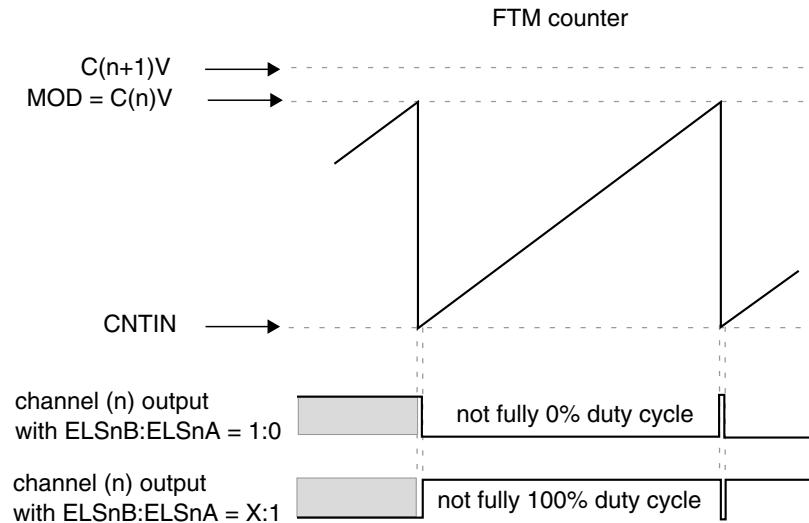 FTM counter
C(n+1)V
MOD = C(n)V
CNTIN
channel (n) output
with ELSnB:ELSnA = 1:0
not fully 0% duty cycle
channel (n) output
with ELSnB:ELSnA = X:1
not fully 100% duty cycle